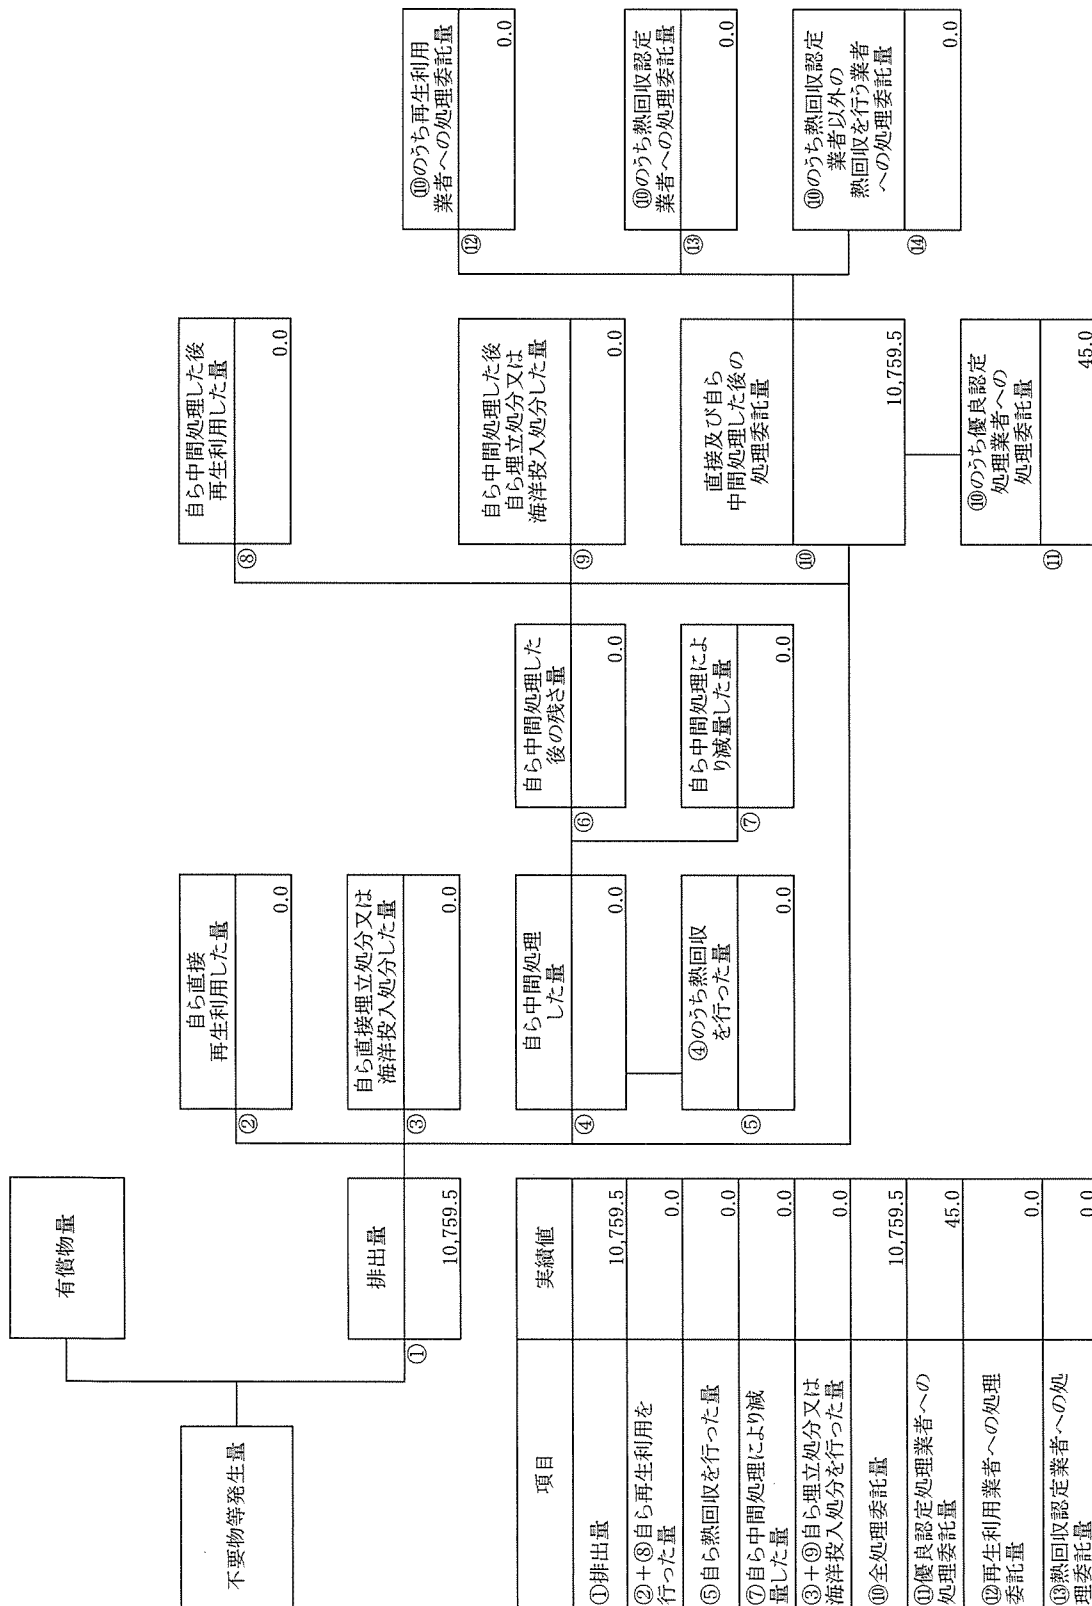 不要物等発生量
有償物量
①
排出量
10,759.5
②
自ら直接
再生利用した量
0.0
③
自ら直接埋立処分又は
海洋投入処分した量
0.0
④
自ら中間処理
した量
0.0
⑤
④のうち熱回収
を行った量
0.0
⑥
自ら中間処理した
後の残さ量
0.0
⑦
自ら中間処理によ
り減量した量
0.0
⑧
自ら中間処理した後
再生利用した量
0.0
⑨
自ら中間処理した後
自ら埋立処分又は
海洋投入処分した量
0.0
⑩
直接及び自ら
中間処理した後の
処理委託量
10,759.5
⑪
⑩のうち優良認定
処理業者への
処理委託量
45.0
⑫
⑩のうち再生利用
業者への処理委託量
0.0
⑬
⑩のうち熱回収認定
業者への処理委託量
0.0
⑭
⑩のうち熱回収認定
業者以外の
熱回収を行う業者
への処理委託量
0.0
項目
実績値
①排出量
10,759.5
②+⑧自ら再生利用を
行った量
0.0
⑤自ら熱回収を行った量
0.0
⑦自ら中間処理により減
量した量
0.0
③+⑨自ら埋立処分又は
海洋投入処分を行った量
0.0
⑩全処理委託量
10,759.5
⑪優良認定処理業者への
処理委託量
45.0
⑫再生利用業者への処理
委託量
0.0
⑬熱回収認定業者への処
理委託量
0.0